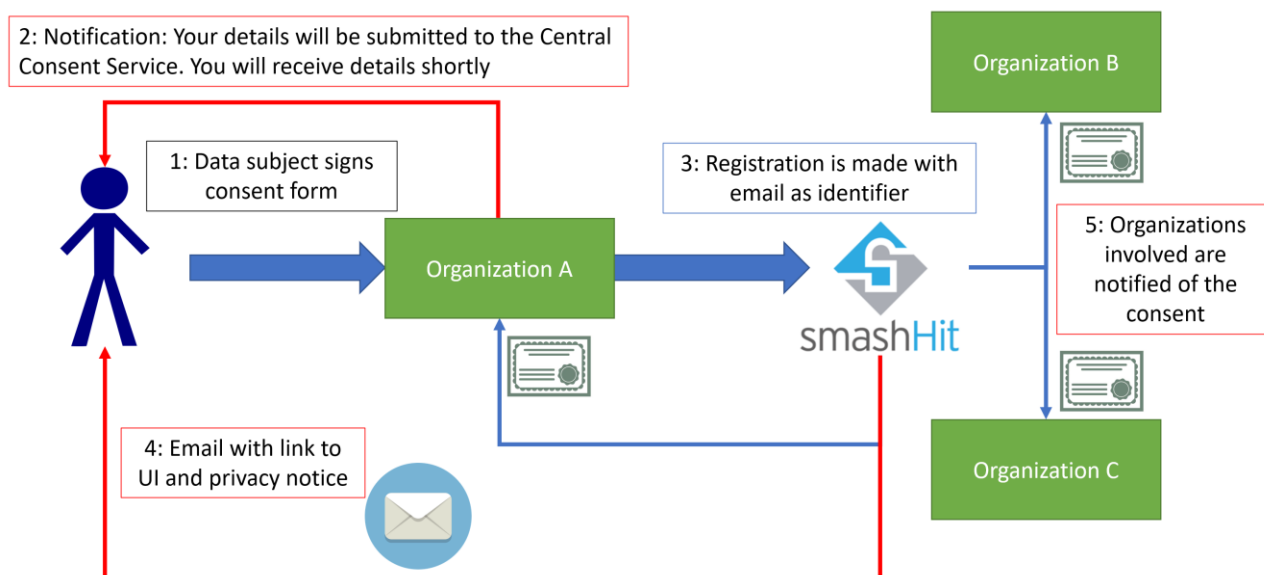 2: Notification: Your details will be submitted to the Central
Consent Service. You will receive details shortly
Organization B
1: Data subject signs
consent form
3: Registration is made with
email as identifier
Organization A
5: Organizations
involved are
notified of the
consent
smashHit
4: Email with link to
UI and privacy notice
Organization C